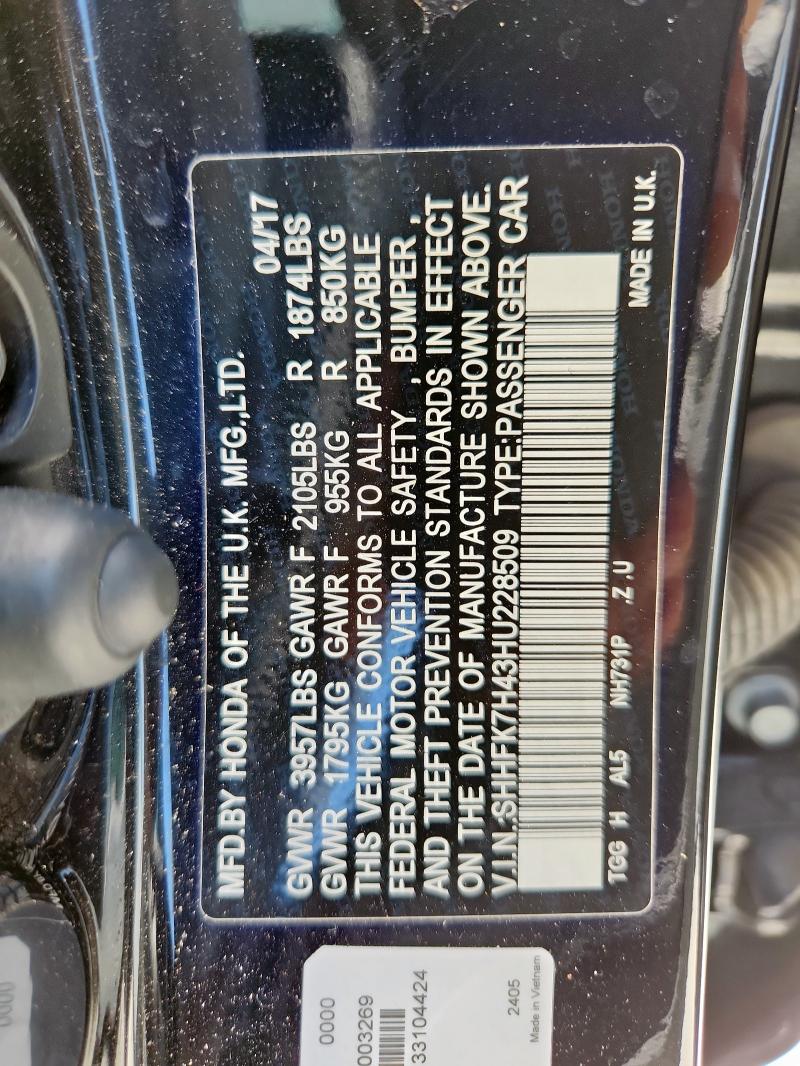 MFD.BY HONDA OF THE U.K. MFG.,LTD.
04/17
GVWR 3957LBS GAWR F 2105LBS R 1874LBS
GVWR 1795KG GAWR F 955KG R 850KG
THIS VEHICLE CONFORMS TO ALL APPLICABLE
FEDERAL MOTOR VEHICLE SAFETY , BUMPER ,
AND THEFT PREVENTION STANDARDS IN EFFECT
ON THE DATE OF MANUFACTURE SHOWN ABOVE.
V.I.N.:SHHFK7H43HU228509 TYPE:PASSENGER CAR
TGG H AL5 NH731P .Z .U MADE IN U.K.
0000
003269
33104424
2405
Made in Vietnam
0000